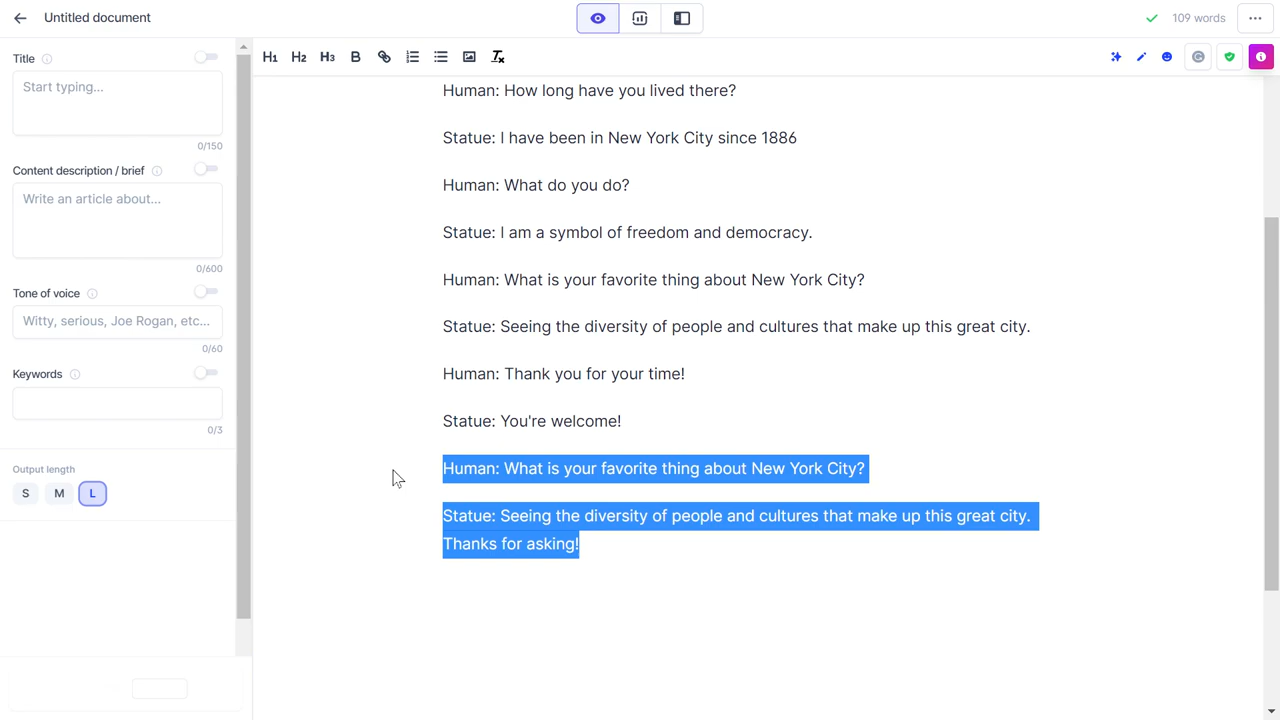 Untitled document
109 words
Title
Start typing...
0/150
Content description / brief
Write an article about...
0/600
Tone of voice
Witty, serious, Joe Rogan, etc...
0/60
Keywords
0/3
Output length
S M L
H1 H2 H3 B Tx
Human: How long have you lived there?
Statue: I have been in New York City since 1886
Human: What do you do?
Statue: I am a symbol of freedom and democracy.
Human: What is your favorite thing about New York City?
Statue: Seeing the diversity of people and cultures that make up this great city.
Human: Thank you for your time!
Statue: You're welcome!
Human: What is your favorite thing about New York City?
Statue: Seeing the diversity of people and cultures that make up this great city.
Thanks for asking!